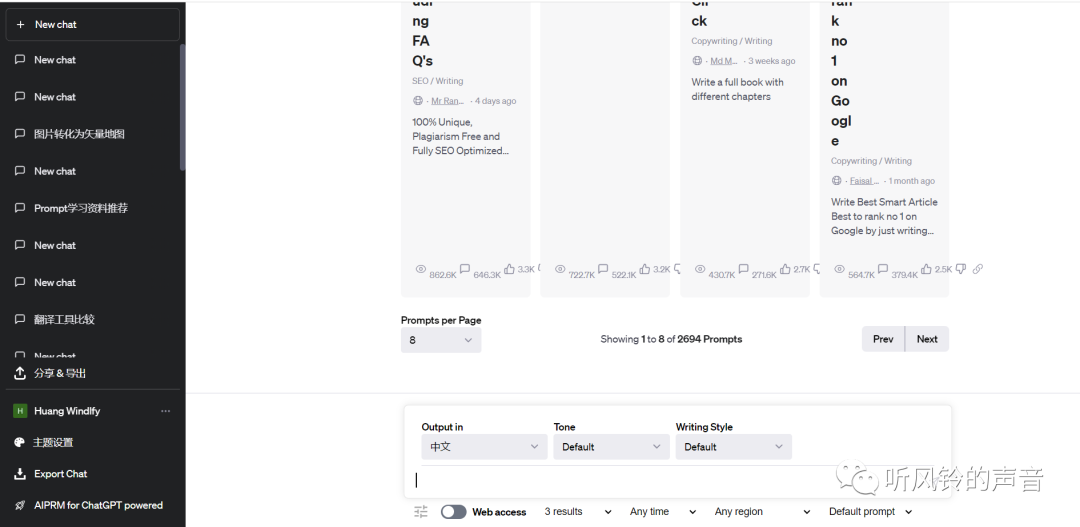 New chat
New chat
New chat
图片转化为矢量地图
New chat
Prompt学习资料推荐
New chat
New chat
翻译工具比较
New chat
分享 & 导出
H Huang Windlfy ...
主题设置
Export Chat
AIPRM for ChatGPT powered
ng
FA
Q's
SEO / Writing
· Mr Ran... · 4 days ago
100% Unique,
Plagiarism Free and
Fully SEO Optimized...
862.6K 646.3K 3.3K
722.7K 522.1K 3.2K
ck
Copywriting / Writing
· Md M... · 3 weeks ago
Write a full book with
different chapters
430.7K 271.6K 2.7K
k
no
1
on
Go
ogl
e
Copywriting / Writing
· Faisal ... · 1 month ago
Write Best Smart Article
Best to rank no 1 on
Google by just writing...
564.7K 379.4K 2.5K
Prompts per Page
8
Showing 1 to 8 of 2694 Prompts
Prev Next
Output in Tone Writing Style
中文 Default Default
听风铃的声音
Web access 3 results Any time Any region Default prompt